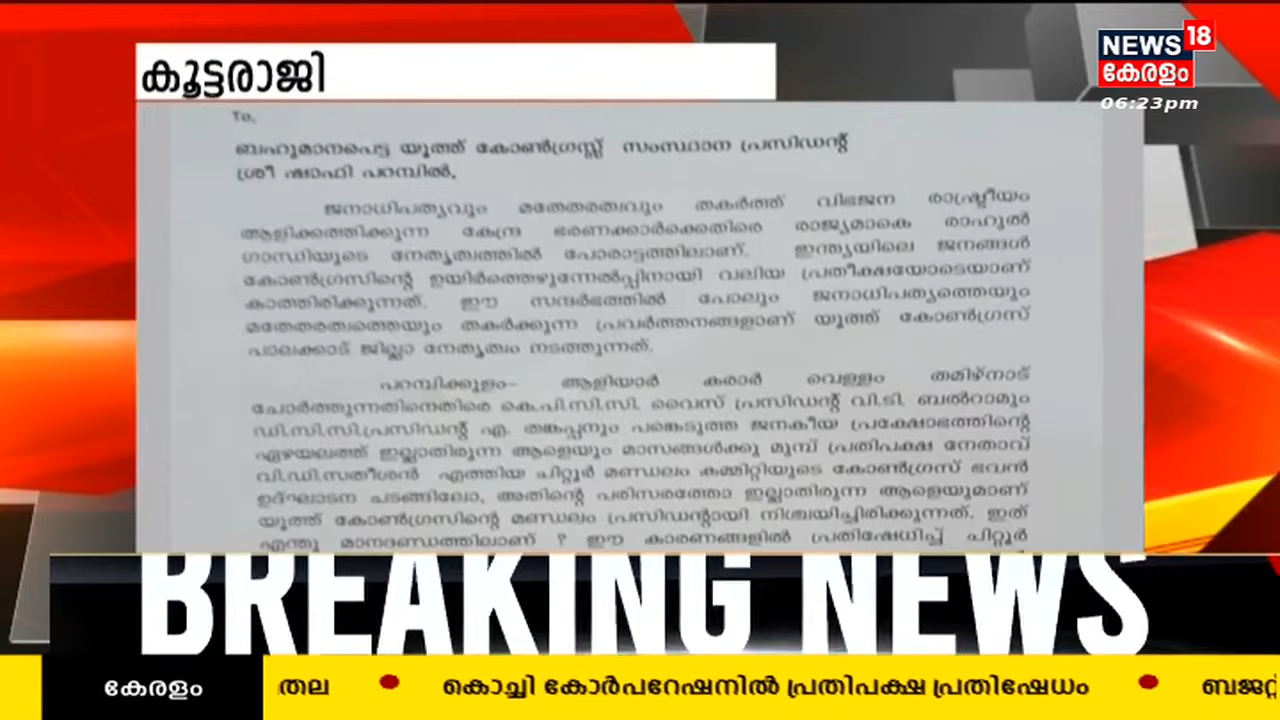 കൂട്ടരാജി
NEWS 18
കേരളം
06:23pm
To,
ബഹുമാനപെട്ട യൂത്ത് കോൺഗ്രസ്സ് സംസ്ഥാന പ്രസിഡന്റ്
ശ്രീ ഷാഫി പറമ്പിൽ,
ജനാധിപത്യവും മതേതരത്വവും തകർത്ത് വിഭജന രാഷ്ട്രീയം
ആളിക്കത്തിക്കുന്ന കേന്ദ്ര ഭരണക്കാർക്കെതിരെ രാജ്യമാകെ രാഹുൽ
ഗാന്ധിയുടെ നേതൃത്വത്തിൽ പോരാട്ടത്തിലാണ്. ഇന്ത്യയിലെ ജനങ്ങൾ
കോൺഗ്രസിന്റെ ഉയിർത്തെഴുന്നേൽപ്പിനായി വലിയ പ്രതീക്ഷയോടെയാണ്
കാത്തിരിക്കുന്നത്. ഈ സന്ദർഭത്തിൽ പോലും ജനാധിപത്യത്തെയും
മതേതരത്വത്തെയും തകർക്കുന്ന പ്രവർത്തനങ്ങളാണ് യൂത്ത് കോൺഗ്രസ്
പാലക്കാട് ജില്ലാ നേതൃത്വം നടത്തുന്നത്.
പറമ്പിക്കുളം- ആളിയാർ കരാർ വെള്ളം തമിഴ്നാട്
ചോർത്തുന്നതിനെതിരെ കെ.പി.സി.സി. വൈസ് പ്രസിഡന്റ് വി.ടി. ബൽറാമും
ഡി.സി.സി.പ്രസിഡന്റ് എ. തങ്കപ്പനും പങ്കെടുത്ത ജനകീയ പ്രക്ഷോഭത്തിന്റെ
ഏഴയലത്ത് ഇല്ലാതിരുന്ന ആളെയും മാസങ്ങൾക്കു മുമ്പ് പ്രതിപക്ഷ നേതാവ്
വി.ഡി.സതീശൻ എത്തിയ ചിറ്റൂർ മണ്ഡലം കമ്മിറ്റിയുടെ കോൺഗ്രസ് ഭവൻ
ഉദ്ഘാടന ചടങ്ങിലോ, അതിന്റെ പരിസരത്തോ ഇല്ലാതിരുന്ന ആളെയുമാണ്
യൂത്ത് കോൺഗ്രസിന്റെ മണ്ഡലം പ്രസിഡന്റായി നിശ്ചയിച്ചിരിക്കുന്നത്. ഇത്
എന്തു മാനദണ്ഡത്തിലാണ് ? ഈ കാരണങ്ങളിൽ പ്രതിഷേധിച്ച് ചിറ്റൂർ
BREAKING NEWS
കേരളം തല • കൊച്ചി കോർപറേഷനിൽ പ്രതിപക്ഷ പ്രതിഷേധം • ബജറ്റ്